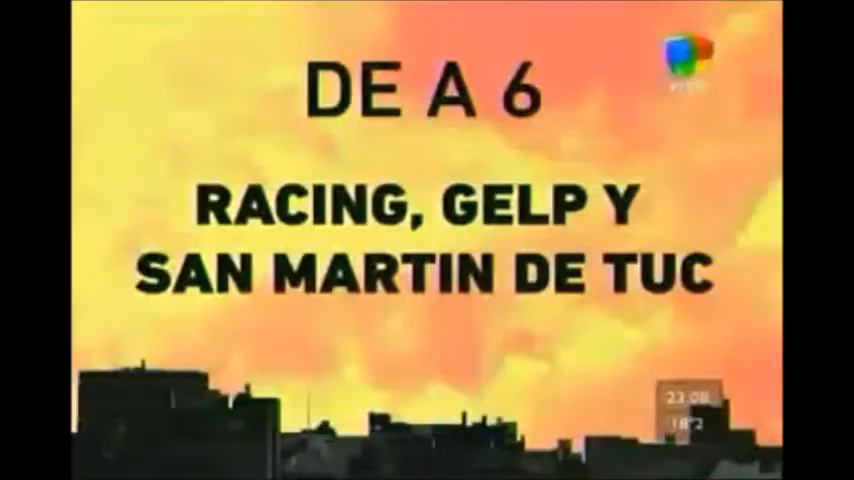 DE A 6
RACING, GELP Y
SAN MARTIN DE TUC